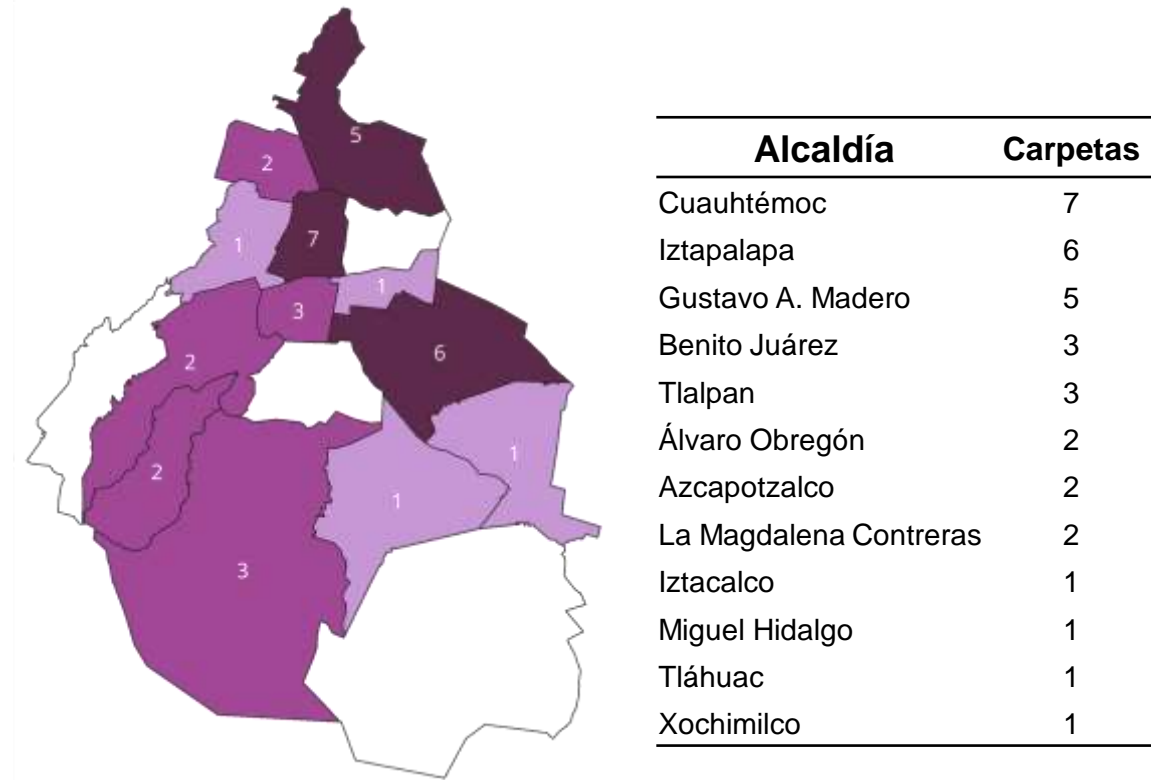 5
2
1
7
1
3
6
2
1
2
1
3
Alcaldía Carpetas
Cuauhtémoc 7
Iztapalapa 6
Gustavo A. Madero 5
Benito Juárez 3
Tlalpan 3
Álvaro Obregón 2
Azcapotzalco 2
La Magdalena Contreras 2
Iztacalco 1
Miguel Hidalgo 1
Tláhuac 1
Xochimilco 1